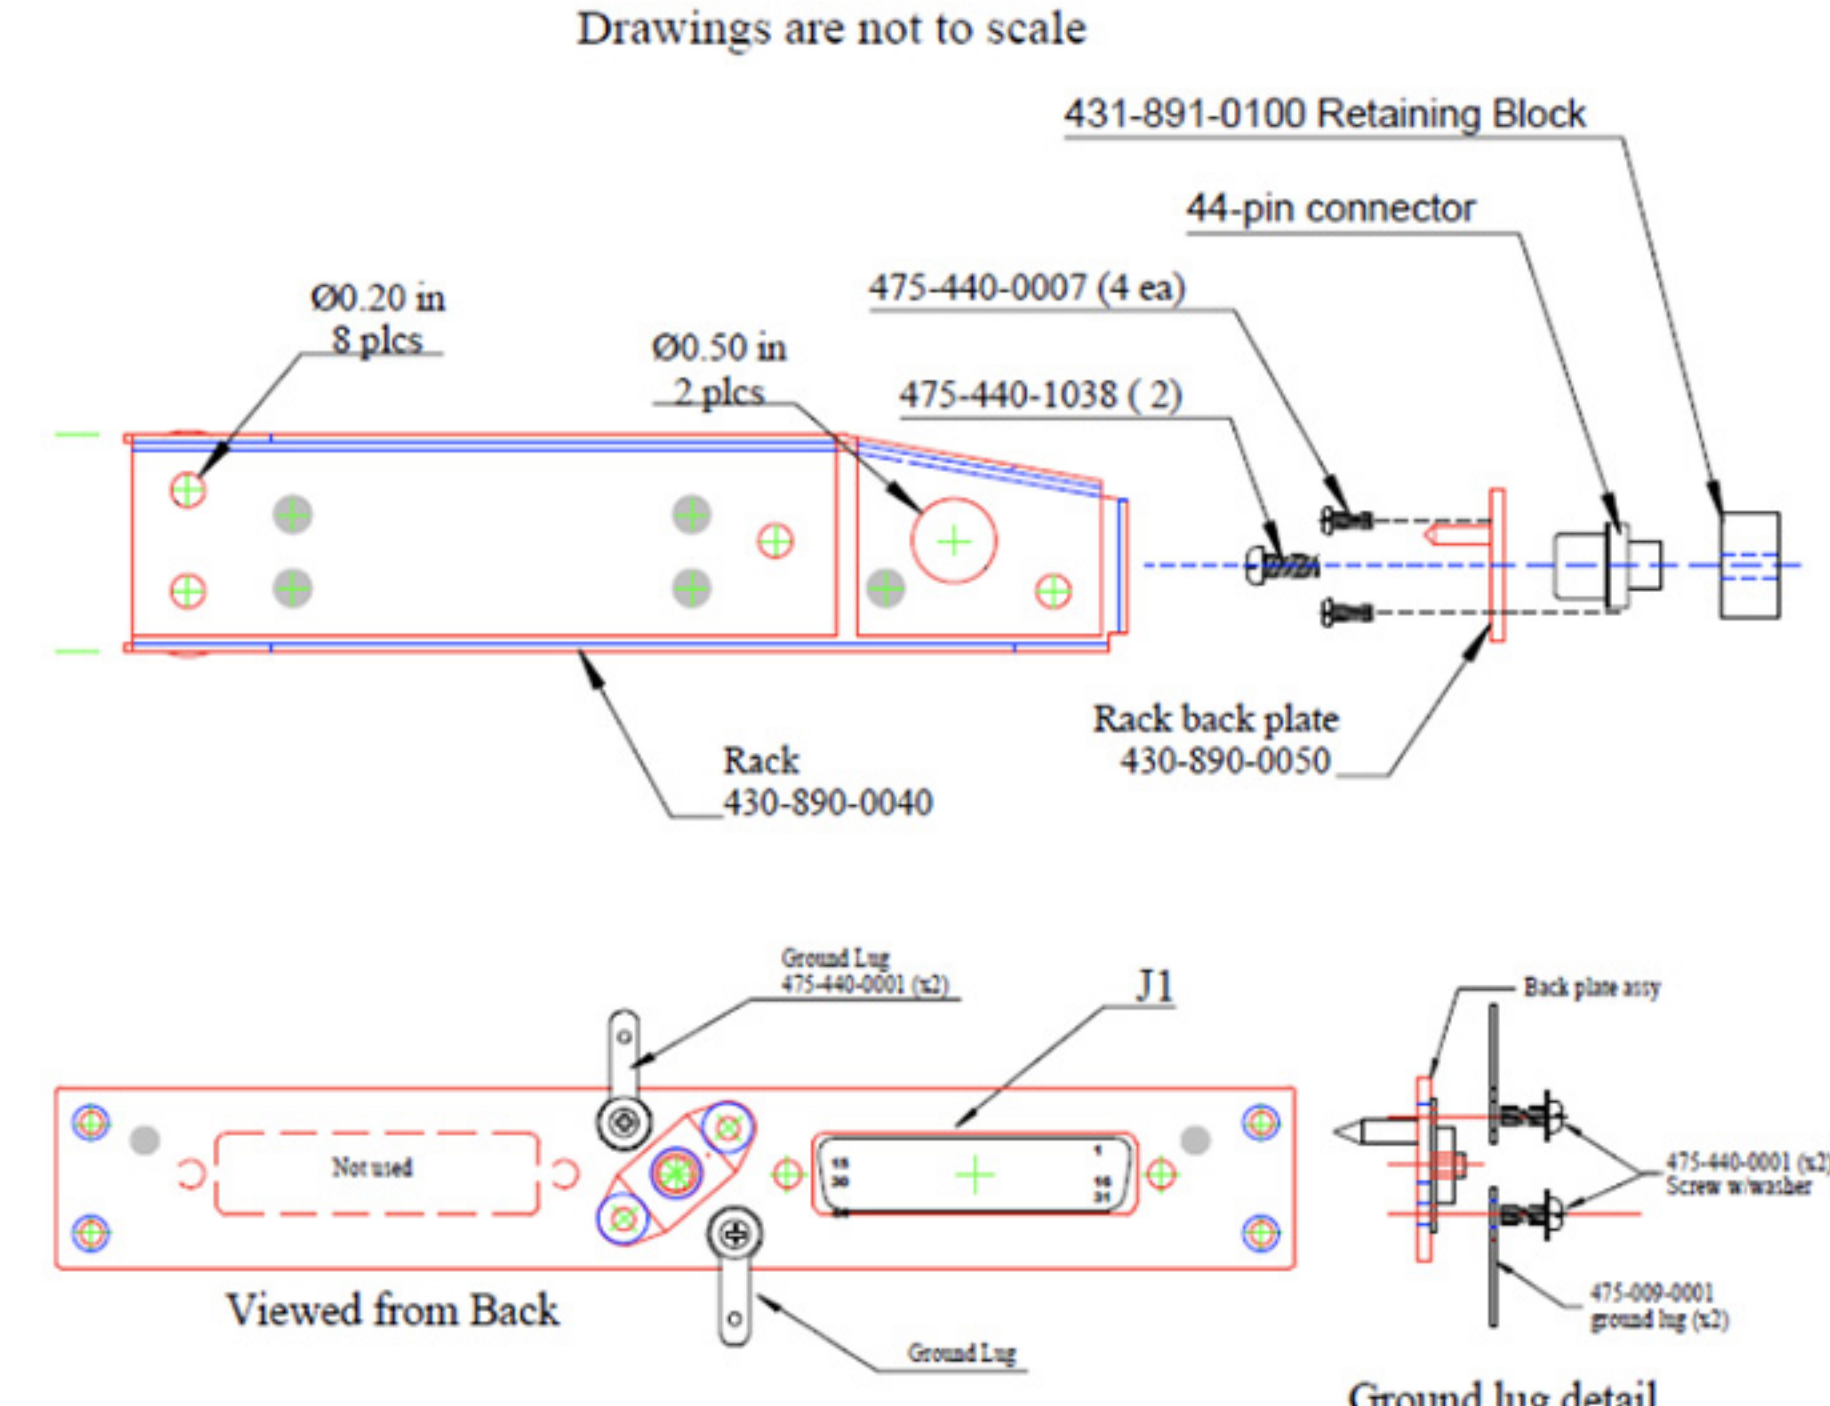 Drawings are not to scale
431-891-0100 Retaining Block
44-pin connector
475-440-0007 (4 ea)
Ø0.20 in
8 plcs
Ø0.50 in
2 plcs
475-440-1038 ( 2)
Rack back plate
430-890-0050
Rack
430-890-0040
Ground Lug
475-440-0001 (x2)
J1
Back plate assy
Not used
1
15
30
16
31
475-440-0001 (x2)
Screw w/washer
475-009-0001
ground lug (x2)
Viewed from Back
Ground Lug
Ground lug detail